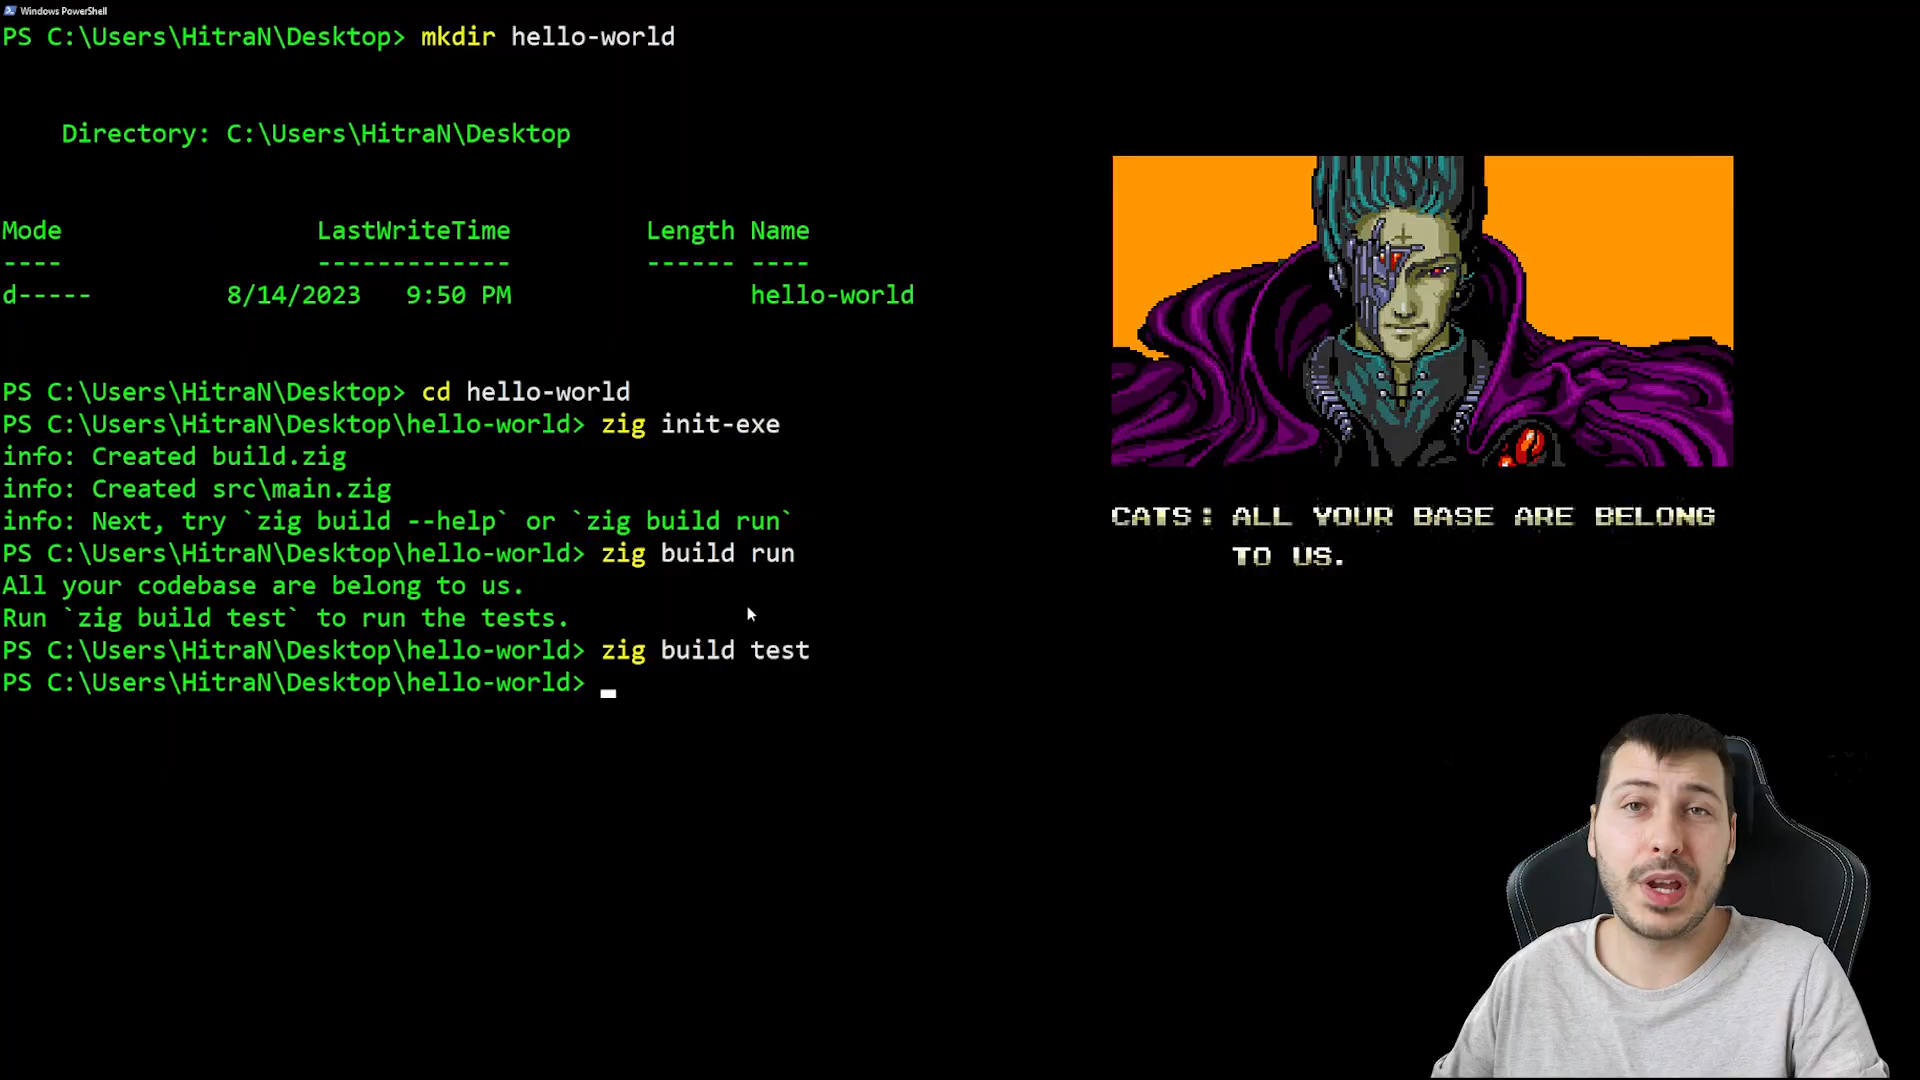 Windows PowerShell
PS C:\Users\HitraN\Desktop> mkdir hello-world
Directory: C:\Users\HitraN\Desktop
Mode LastWriteTime Length Name
---- ------------- ------ ----
d----- 8/14/2023 9:50 PM hello-world
PS C:\Users\HitraN\Desktop> cd hello-world
PS C:\Users\HitraN\Desktop\hello-world> zig init-exe
info: Created build.zig
info: Created src\main.zig
info: Next, try `zig build --help` or `zig build run`
PS C:\Users\HitraN\Desktop\hello-world> zig build run
All your codebase are belong to us.
Run `zig build test` to run the tests.
PS C:\Users\HitraN\Desktop\hello-world> zig build test
PS C:\Users\HitraN\Desktop\hello-world>
CATS: ALL YOUR BASE ARE BELONG
TO US.